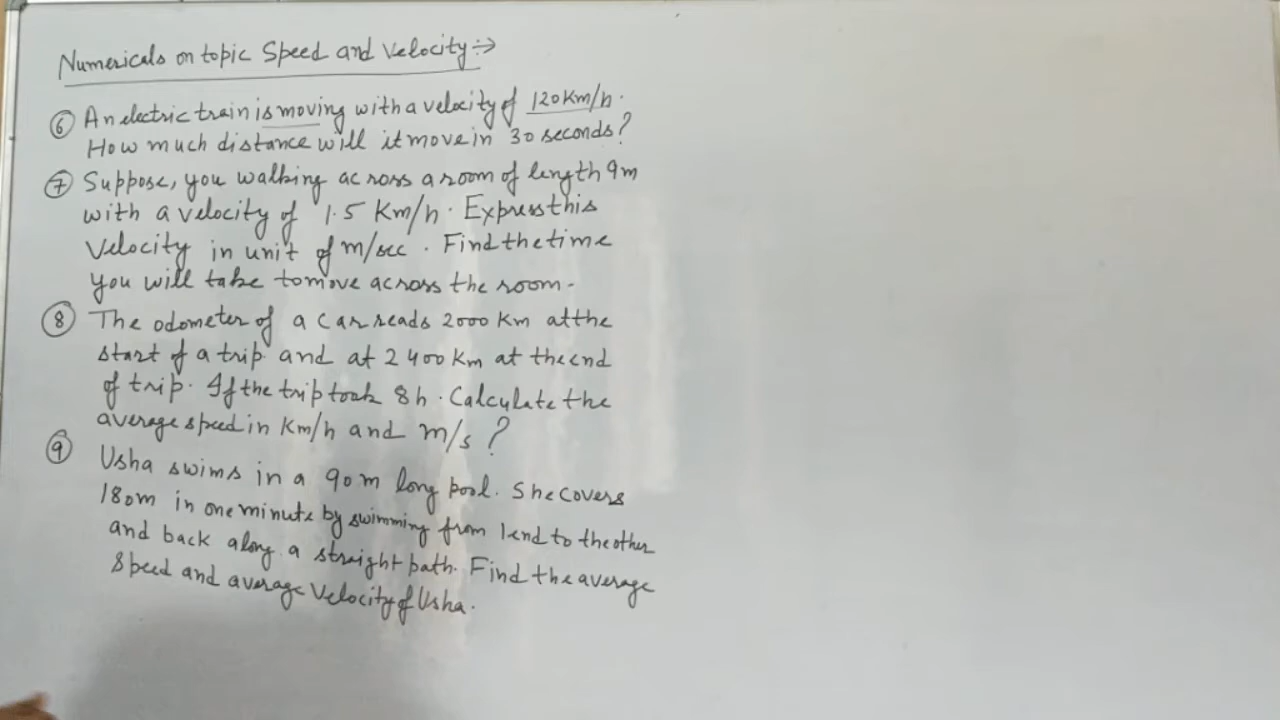 Numericals on topic Speed and Velocity :→
⑥ An electric train is moving with a velocity of 120 Km/h.
How much distance will it move in 30 seconds?
⑦ Suppose, you walking across a room of length 9m
with a velocity of 1.5 Km/h. Express this
velocity in unit of m/sec. Find the time
you will take to move across the room.
⑧ The odometer of a car reads 2000 Km at the
start of a trip and at 2400 Km at the end
of trip. If the trip took 8h. Calculate the
average speed in Km/h and m/s?
⑨ Usha swims in a 90m long pool. She covers
180m in one minute by swimming from 1 end to the other
and back along a straight path. Find the average
speed and average velocity of Usha.